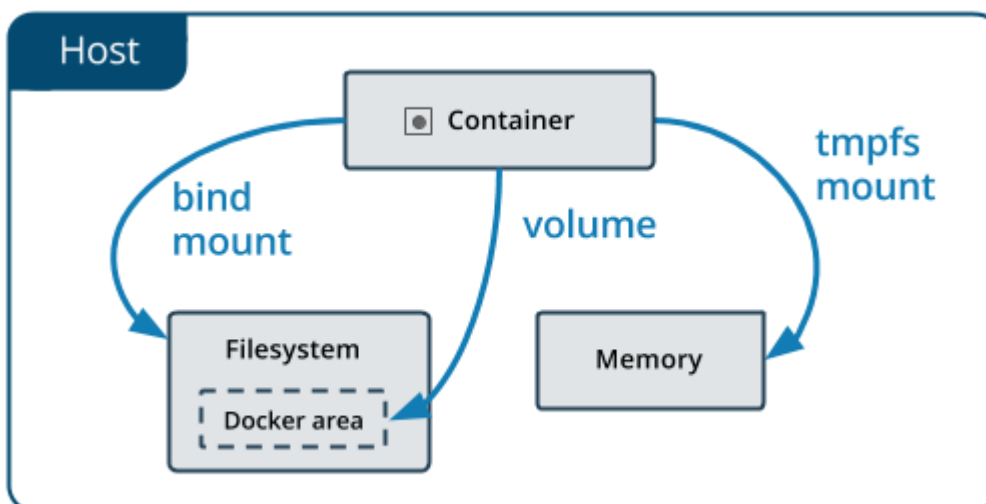 Host
Container
bind
mount
volume
tmpfs
mount
Filesystem
Docker area
Memory